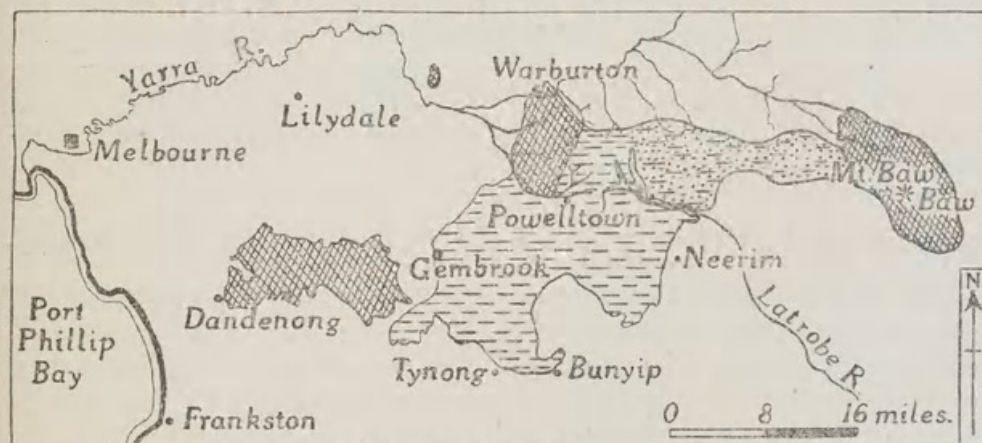 Yarra R.
Warburton
Lilydale
Melbourne
Mt. Baw
Baw
Powelltown
Gembrook
Neerim
Port
Phillip
Bay
Dandenong
Latrobe R.
Tynong
Bunyip
Frankston
N
0 8 16 miles.